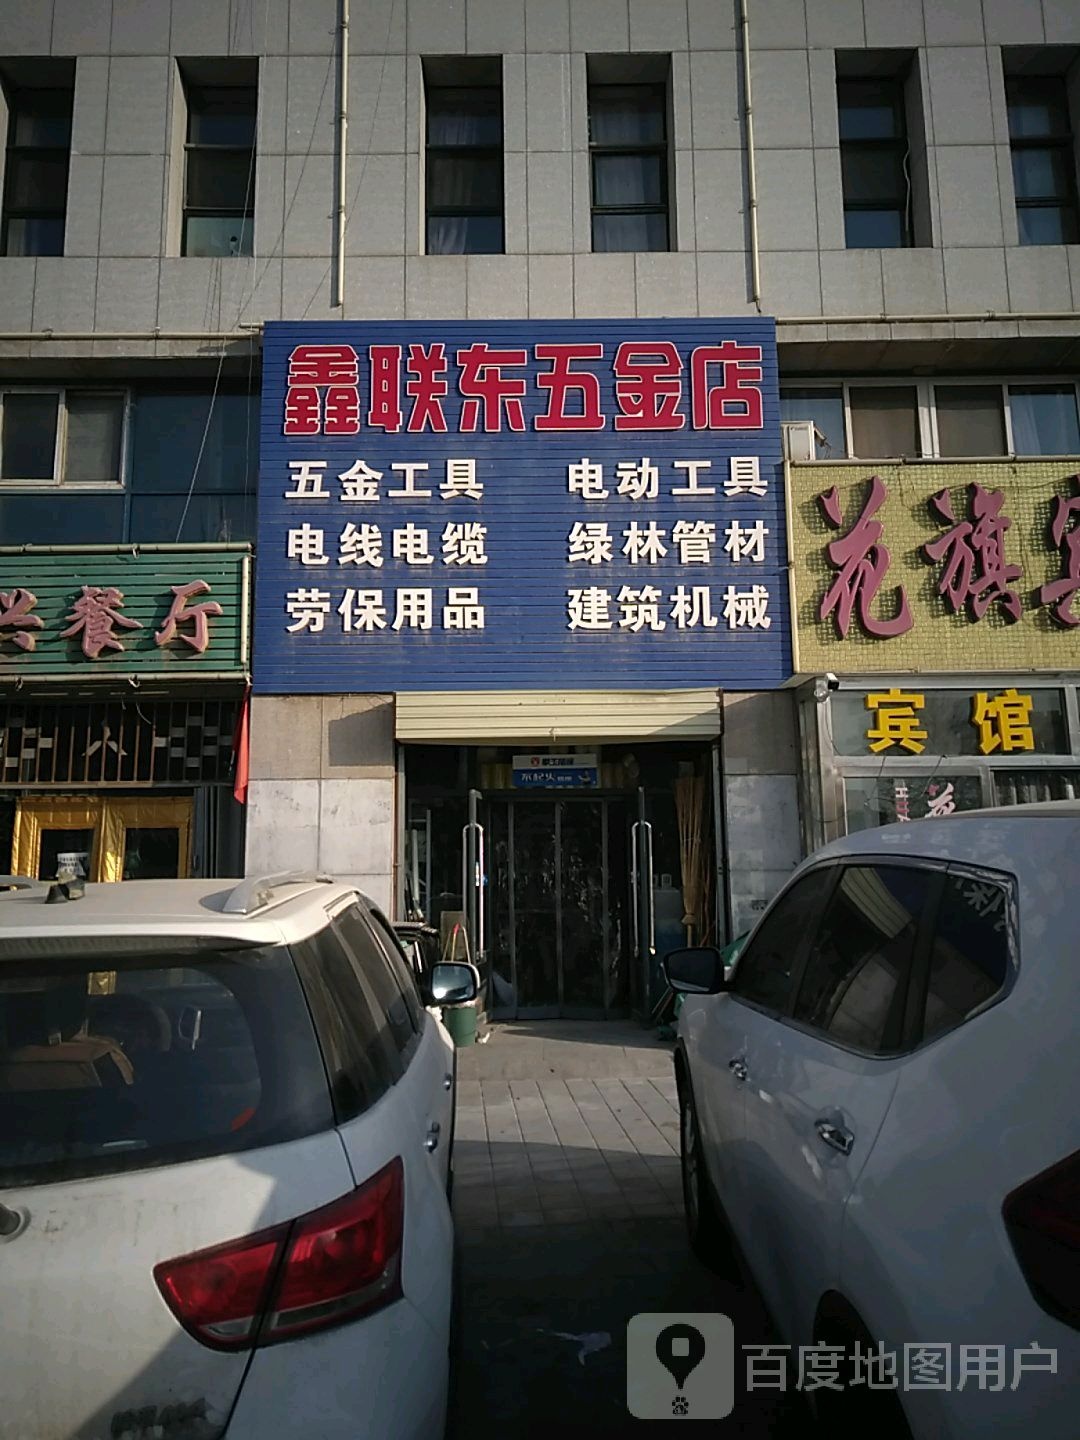 鑫联东五金店
五金工具 电动工具
电线电缆 绿林管材
劳保用品 建筑机械
兴餐厅
花旗宾
宾馆
百度地图用户